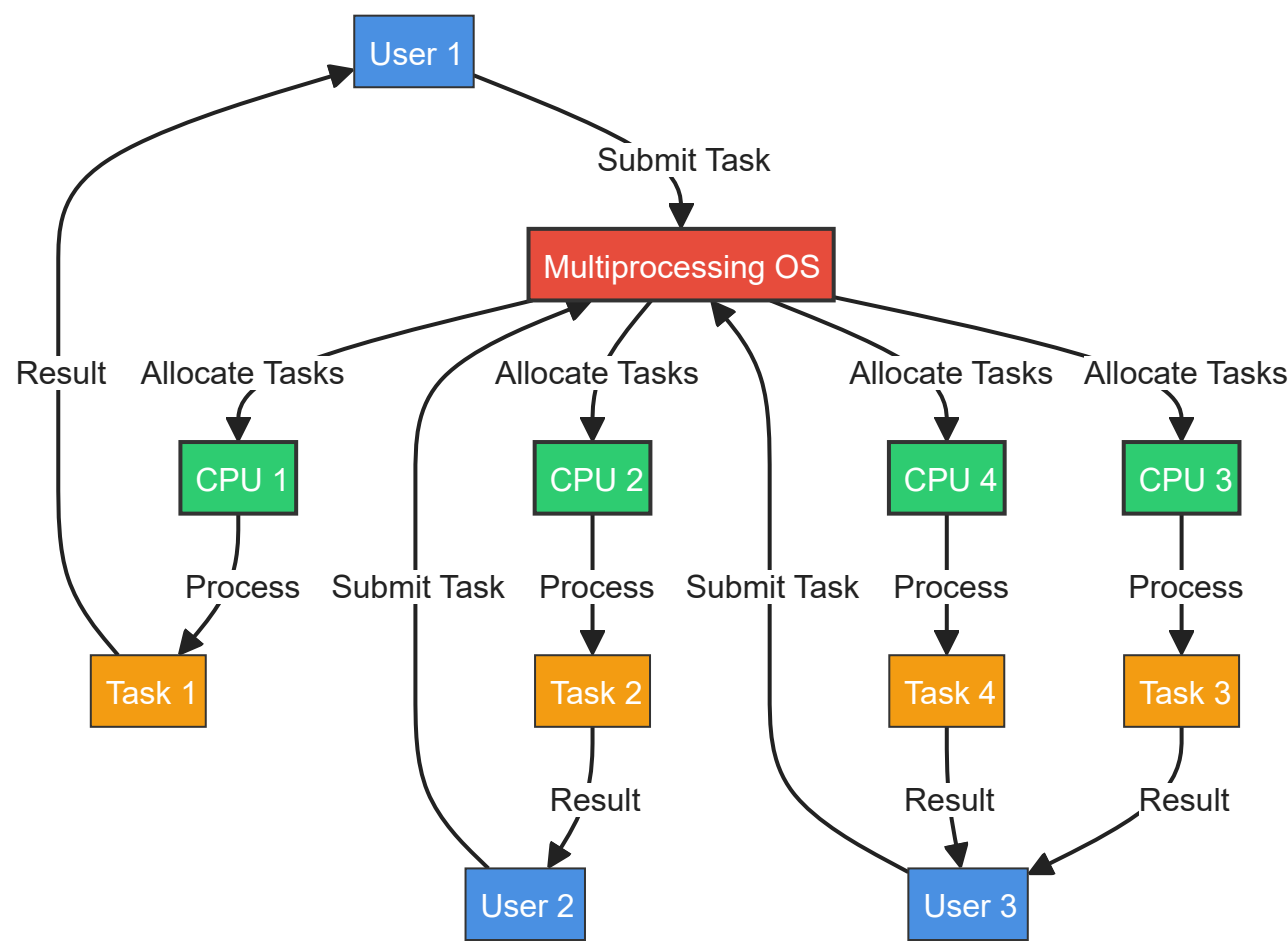 User 1
Submit Task
Multiprocessing OS
Result
Allocate Tasks
Allocate Tasks
Allocate Tasks
Allocate Tasks
CPU 1
CPU 2
CPU 4
CPU 3
Process
Submit Task
Process
Submit Task
Process
Process
Task 1
Task 2
Task 4
Task 3
Result
Result
Result
User 2
User 3